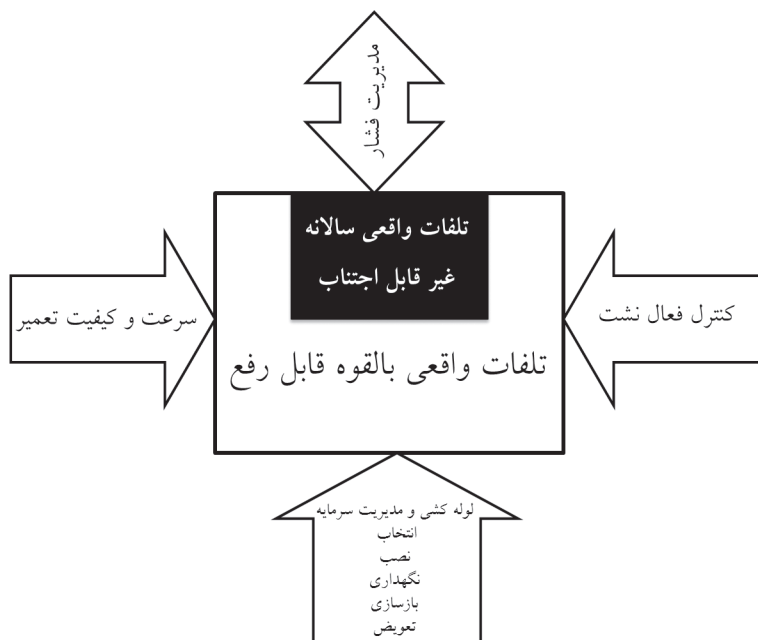 مدیریت فشار
تلفات واقعی سالانه
غیر قابل اجتناب
کنترل فعال نشت
سرعت و کیفیت تعمیر
تلفات واقعی بالقوه قابل رفع
لوله کشی و مدیریت سرمایه
انتخاب
نصب
نگهداری
بازسازی
تعویض